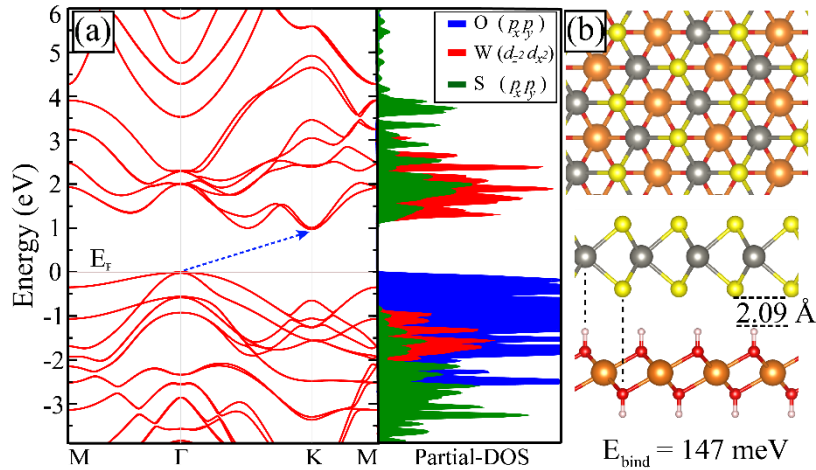 (a)
(b)
6
5
4
3
2
1
0
-1
-2
-3
Energy (eV)
E_F
M Γ K M
O (p_x p_y)
W (d_z² d_x²)
S (p_x p_y)
Partial-DOS
2.09 Å
E_bind = 147 meV